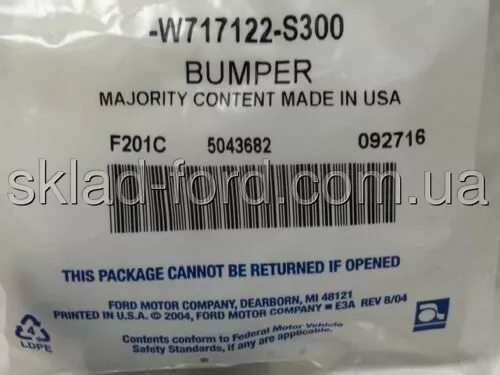 -W717122-S300
BUMPER
MAJORITY CONTENT MADE IN USA
F201C 5043682 092716
sklad-ford.com.ua
THIS PACKAGE CANNOT BE RETURNED IF OPENED
FORD MOTOR COMPANY, DEARBORN, MI 48121
PRINTED IN U.S.A. © 2004, FORD MOTOR COMPANY — E3A REV 8/04
4
LDPE
Contents conform to Federal Motor Vehicle
Safety Standards, if any are applicable.